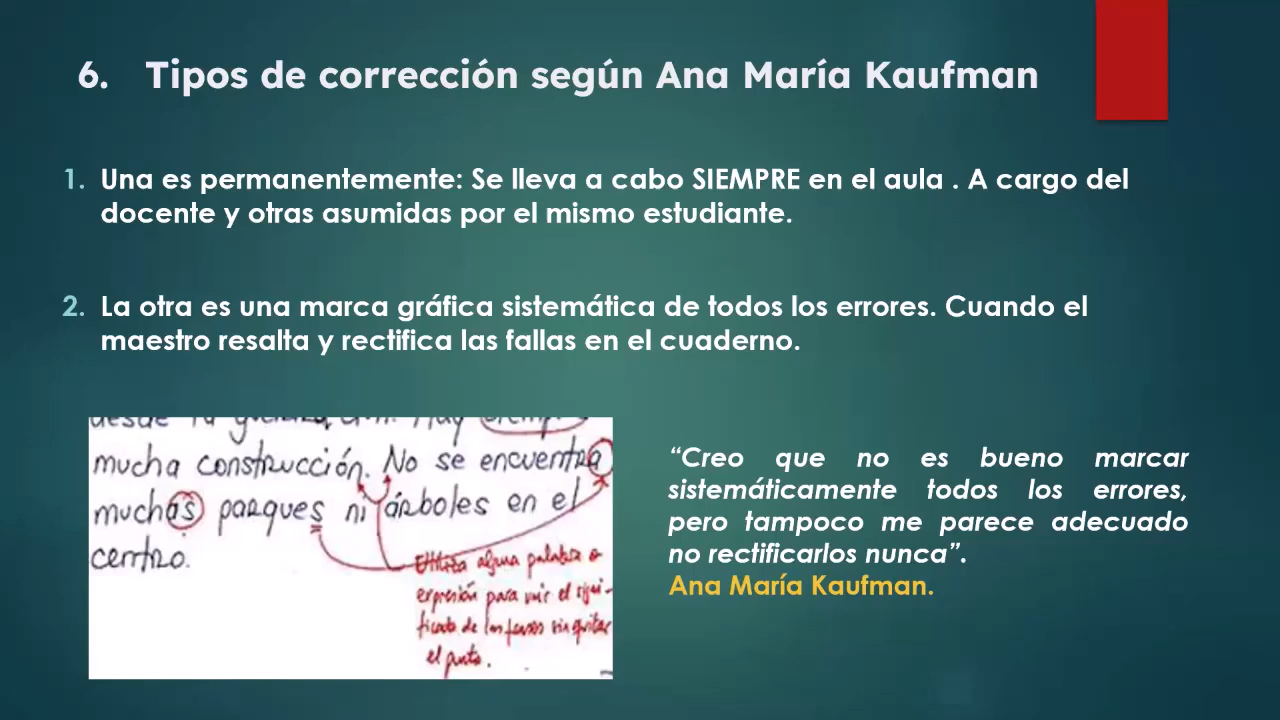 6. Tipos de corrección según Ana María Kaufman
1. Una es permanentemente: Se lleva a cabo SIEMPRE en el aula . A cargo del
docente y otras asumidas por el mismo estudiante.
2. La otra es una marca gráfica sistemática de todos los errores. Cuando el
maestro resalta y rectifica las fallas en el cuaderno.
mucha construcción. No se encuentra
muchas parques ni árboles en el
centro.
alguna palabra o
expresión para unir el signi-
ficado de las frases sin quitar
el punto.
“Creo que no es bueno marcar
sistemáticamente todos los errores,
pero tampoco me parece adecuado
no rectificarlos nunca”.
Ana María Kaufman.